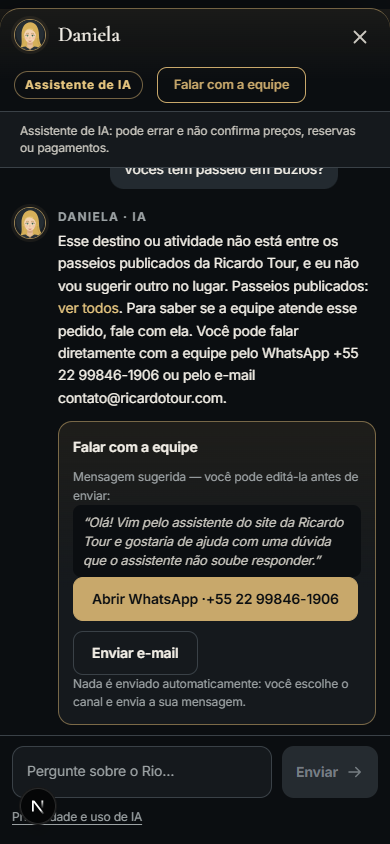 Daniela
Assistente de IA
Falar com a equipe
Assistente de IA: pode errar e não confirma preços, reservas
ou pagamentos.
Vocês têm passeio em Búzios?
DANIELA · IA
Esse destino ou atividade não está entre os
passeios publicados da Ricardo Tour, e eu não
vou sugerir outro no lugar. Passeios publicados:
ver todos. Para saber se a equipe atende esse
pedido, fale com ela. Você pode falar
diretamente com a equipe pelo WhatsApp +55
22 99846-1906 ou pelo e-mail
contato@ricardotour.com.
Falar com a equipe
Mensagem sugerida — você pode editá-la antes de
enviar:
“Olá! Vim pelo assistente do site da Ricardo
Tour e gostaria de ajuda com uma dúvida
que o assistente não soube responder.”
Abrir WhatsApp ·+55 22 99846-1906
Enviar e-mail
Nada é enviado automaticamente: você escolhe o
canal e envia a sua mensagem.
Pergunte sobre o Rio...
Enviar →
N
e uso de IA